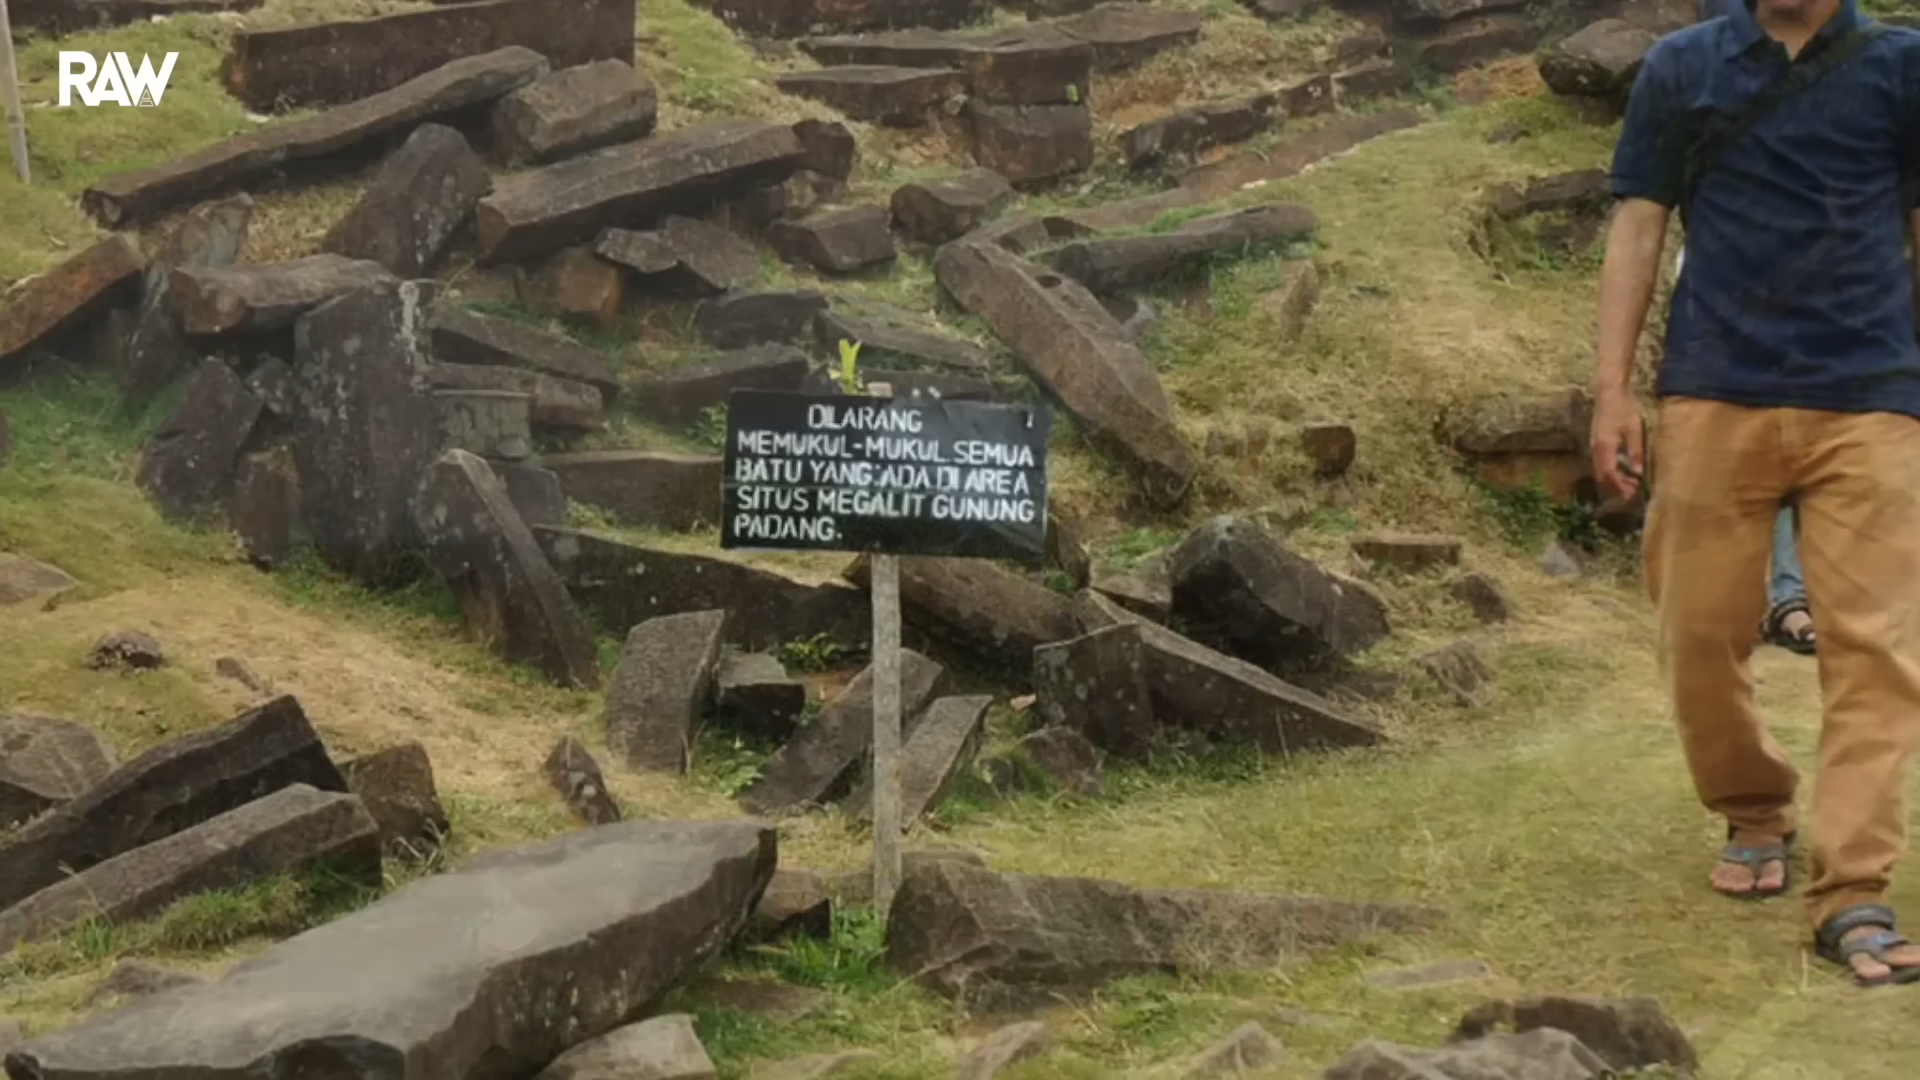 RAW
DILARANG
MEMUKUL-MUKUL SEMUA
BATU YANG ADA DI AREA
SITUS MEGALIT GUNUNG
PADANG.